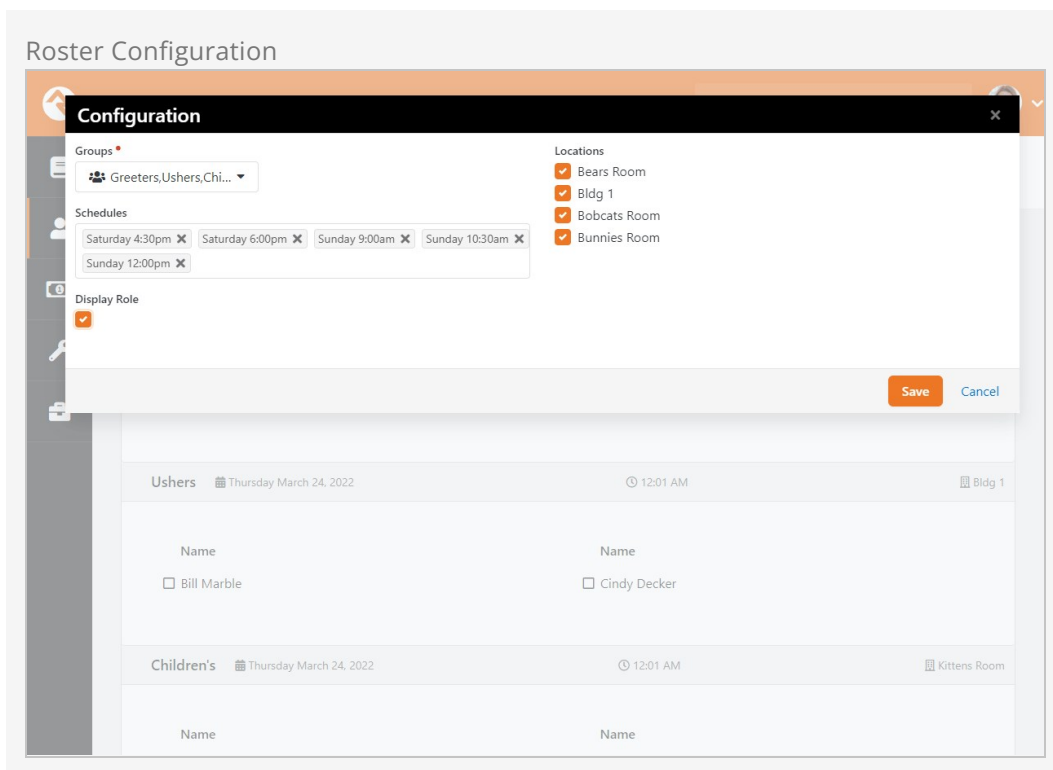 Roster Configuration
Configuration
Groups
Greeters,Ushers,Chi...
Schedules
Saturday 4:30pm Saturday 6:00pm Sunday 9:00am Sunday 10:30am
Sunday 12:00pm
Display Role
Locations
Bears Room
Bldg 1
Bobcats Room
Bunnies Room
Save Cancel
Ushers Thursday March 24, 2022 12:01 AM Bldg 1
Name Name
Bill Marble Cindy Decker
Children's Thursday March 24, 2022 12:01 AM Kittens Room
Name Name